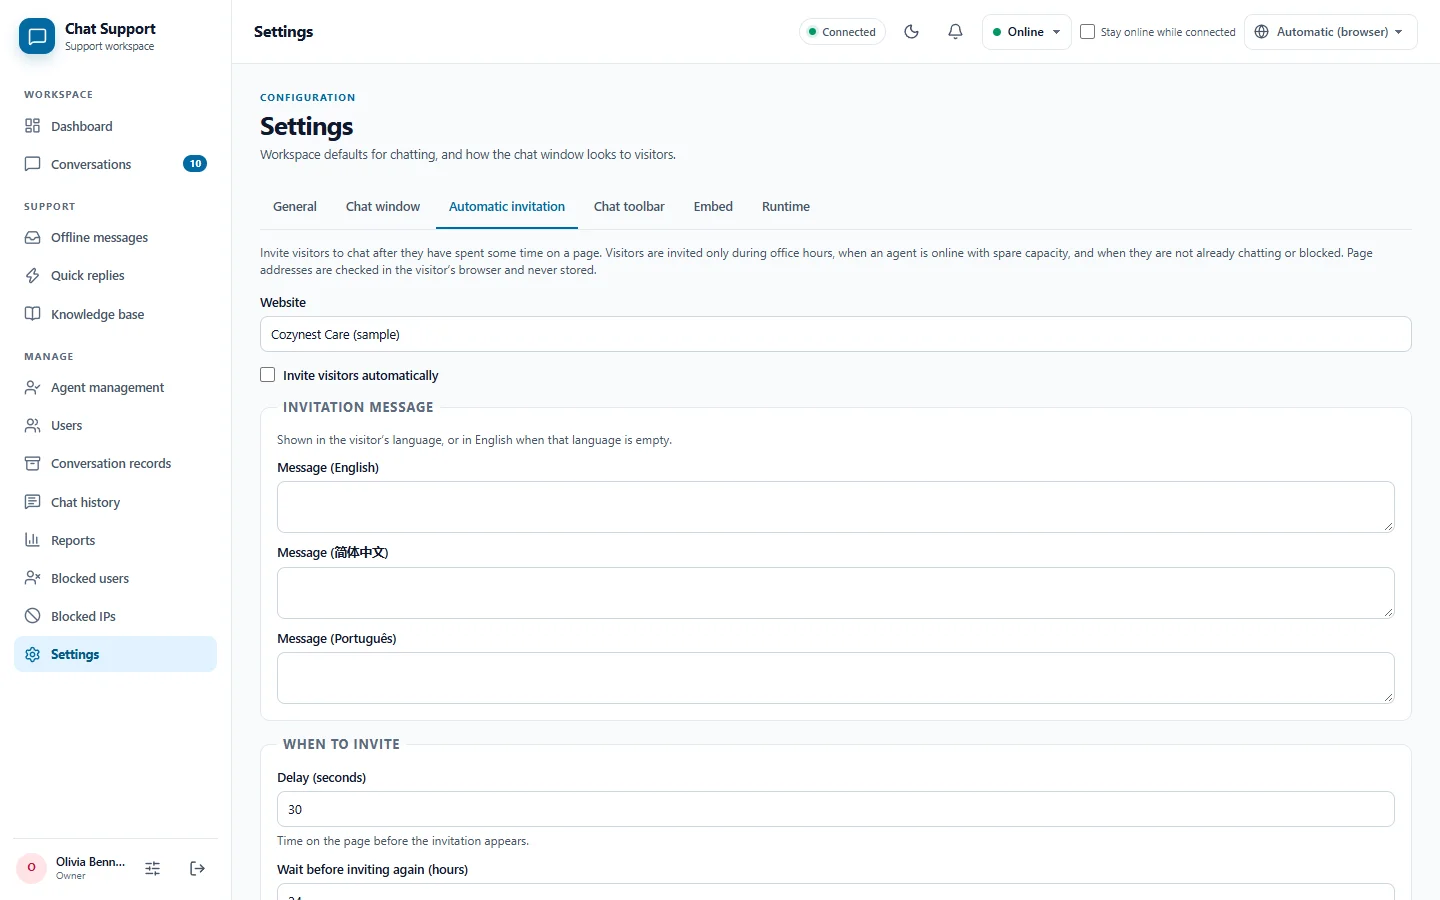 Chat Support
Support workspace
WORKSPACE
Dashboard
Conversations 10
SUPPORT
Offline messages
Quick replies
Knowledge base
MANAGE
Agent management
Users
Conversation records
Chat history
Reports
Blocked users
Blocked IPs
Settings
O
Olivia Benn...
Owner
Settings
Connected
Online
Stay online while connected
Automatic (browser)
CONFIGURATION
Settings
Workspace defaults for chatting, and how the chat window looks to visitors.
General Chat window Automatic invitation Chat toolbar Embed Runtime
Invite visitors to chat after they have spent some time on a page. Visitors are invited only during office hours, when an agent is online with spare capacity, and when they are not already chatting or blocked. Page
addresses are checked in the visitor's browser and never stored.
Website
Cozynest Care (sample)
Invite visitors automatically
INVITATION MESSAGE
Shown in the visitor's language, or in English when that language is empty.
Message (English)
Message (简体中文)
Message (Português)
WHEN TO INVITE
Delay (seconds)
30
Time on the page before the invitation appears.
Wait before inviting again (hours)